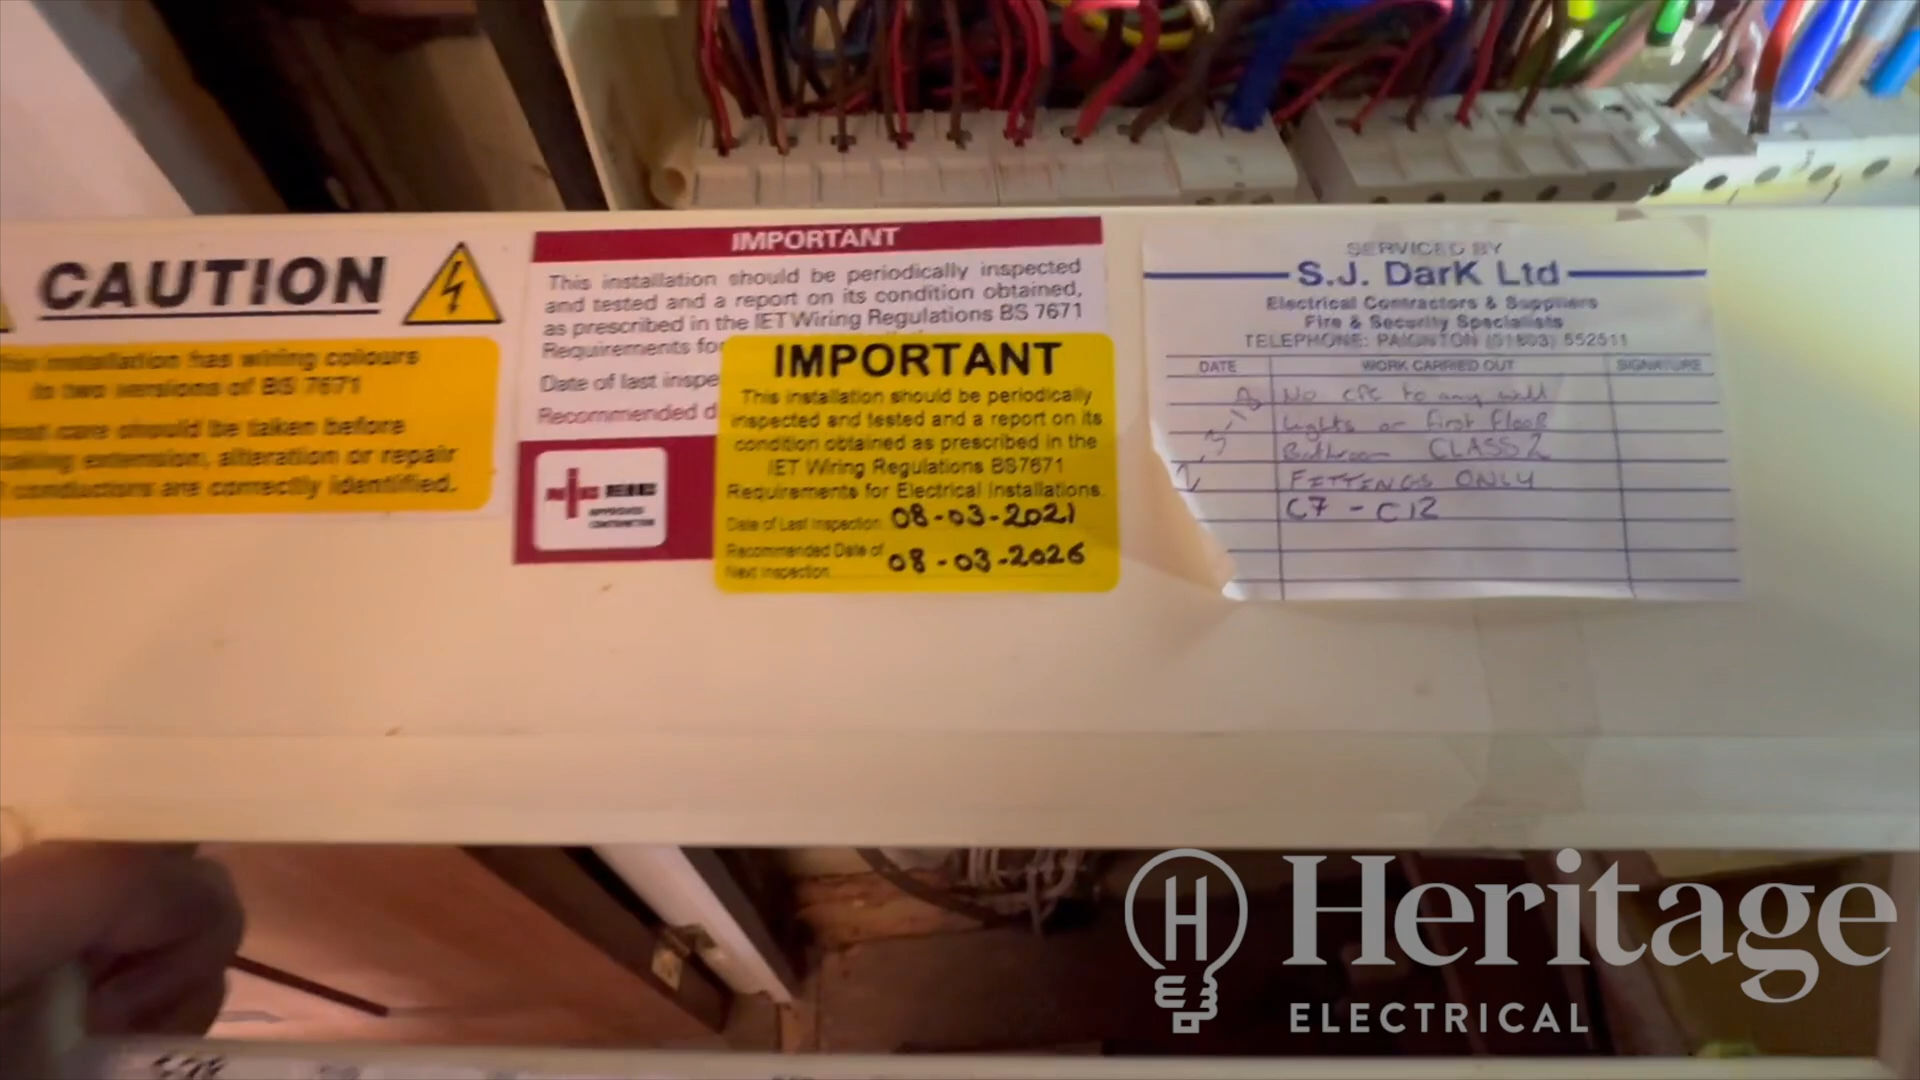 CAUTION
This installation has wiring colours
to two versions of BS 7671
care should be taken before
extension, alteration or repair
conductors are correctly identified.
IMPORTANT
This installation should be periodically inspected
and tested and a report on its condition obtained,
as prescribed in the IET Wiring Regulations BS 7671
Requirements for
Date of last inspe
Recommended d
APPROVED
CONTRACTOR
IMPORTANT
This installation should be periodically
inspected and tested and a report on its
condition obtained as prescribed in the
IET Wiring Regulations BS7671
Requirements for Electrical Installations.
Date of Last Inspection 08-03-2021
Recommended Date of
Next Inspection 08-03-2026
SERVICED BY
S.J. Dark Ltd
Electrical Contractors & Suppliers
Fire & Security Specialists
TELEPHONE: PAIGNTON (01803) 552511
DATE WORK CARRIED OUT SIGNATURE
No cpc to any wall
lights or first floor
Bathroom CLASS 2
FITTINGS ONLY
C7 - C12
H Heritage
ELECTRICAL